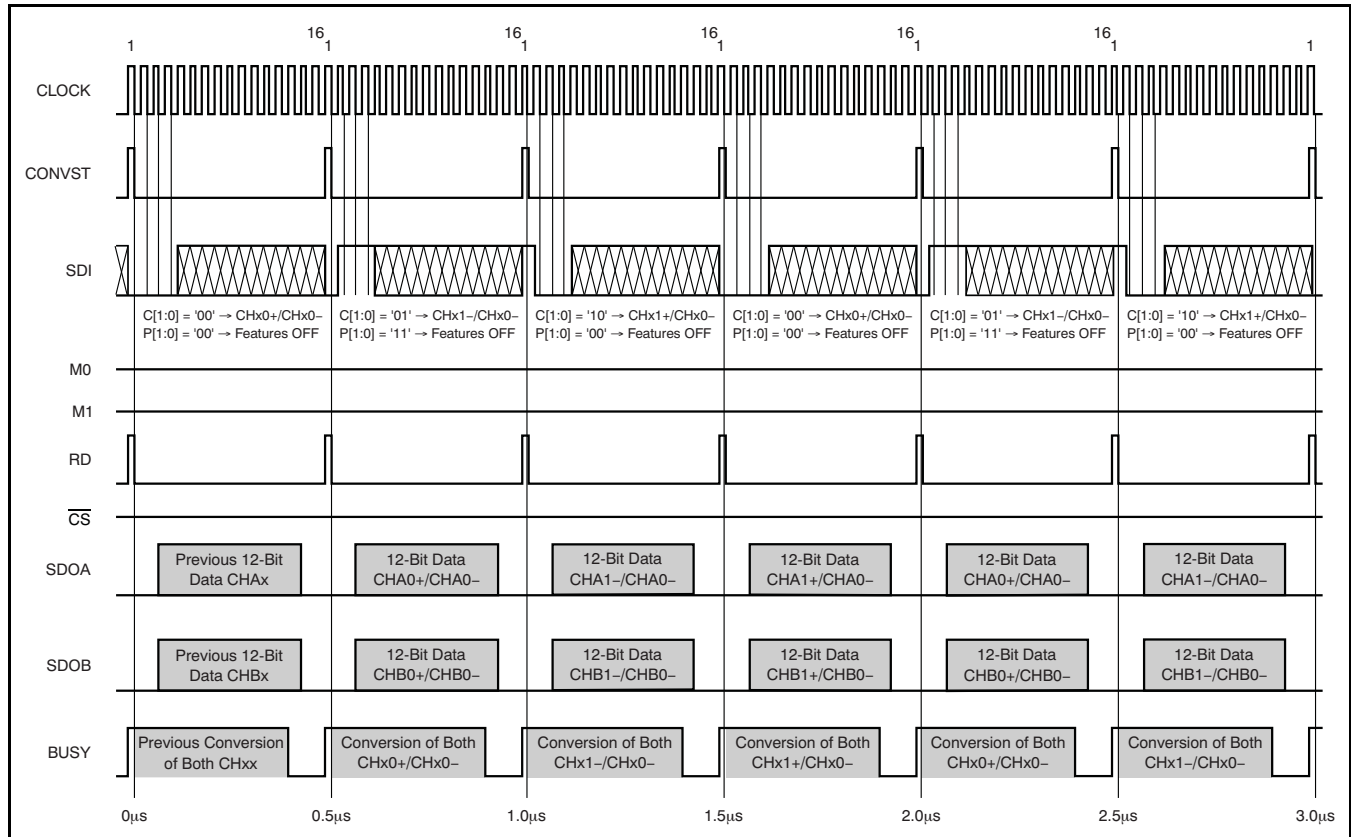 1 16 1 16 1 16 1 16 1 16 1 1
CLOCK
CONVST
SDI
C[1:0] = '00' → CHx0+/CHx0−
P[1:0] = '00' → Features OFF
C[1:0] = '01' → CHx1−/CHx0−
P[1:0] = '11' → Features OFF
C[1:0] = '10' → CHx1+/CHx0−
P[1:0] = '00' → Features OFF
C[1:0] = '00' → CHx0+/CHx0−
P[1:0] = '00' → Features OFF
C[1:0] = '01' → CHx1−/CHx0−
P[1:0] = '11' → Features OFF
C[1:0] = '10' → CHx1+/CHx0−
P[1:0] = '00' → Features OFF
M0
M1
RD
CS
SDOA
Previous 12-Bit
Data CHAx
12-Bit Data
CHA0+/CHA0−
12-Bit Data
CHA1−/CHA0−
12-Bit Data
CHA1+/CHA0−
12-Bit Data
CHA0+/CHA0−
12-Bit Data
CHA1−/CHA0−
SDOB
Previous 12-Bit
Data CHBx
12-Bit Data
CHB0+/CHB0−
12-Bit Data
CHB1−/CHB0−
12-Bit Data
CHB1+/CHB0−
12-Bit Data
CHB0+/CHB0−
12-Bit Data
CHB1−/CHB0−
BUSY
Previous Conversion
of Both CHxx
Conversion of Both
CHx0+/CHx0−
Conversion of Both
CHx1−/CHx0−
Conversion of Both
CHx1+/CHx0−
Conversion of Both
CHx0+/CHx0−
Conversion of Both
CHx1−/CHx0−
0µs 0.5µs 1.0µs 1.5µs 2.0µs 2.5µs 3.0µs